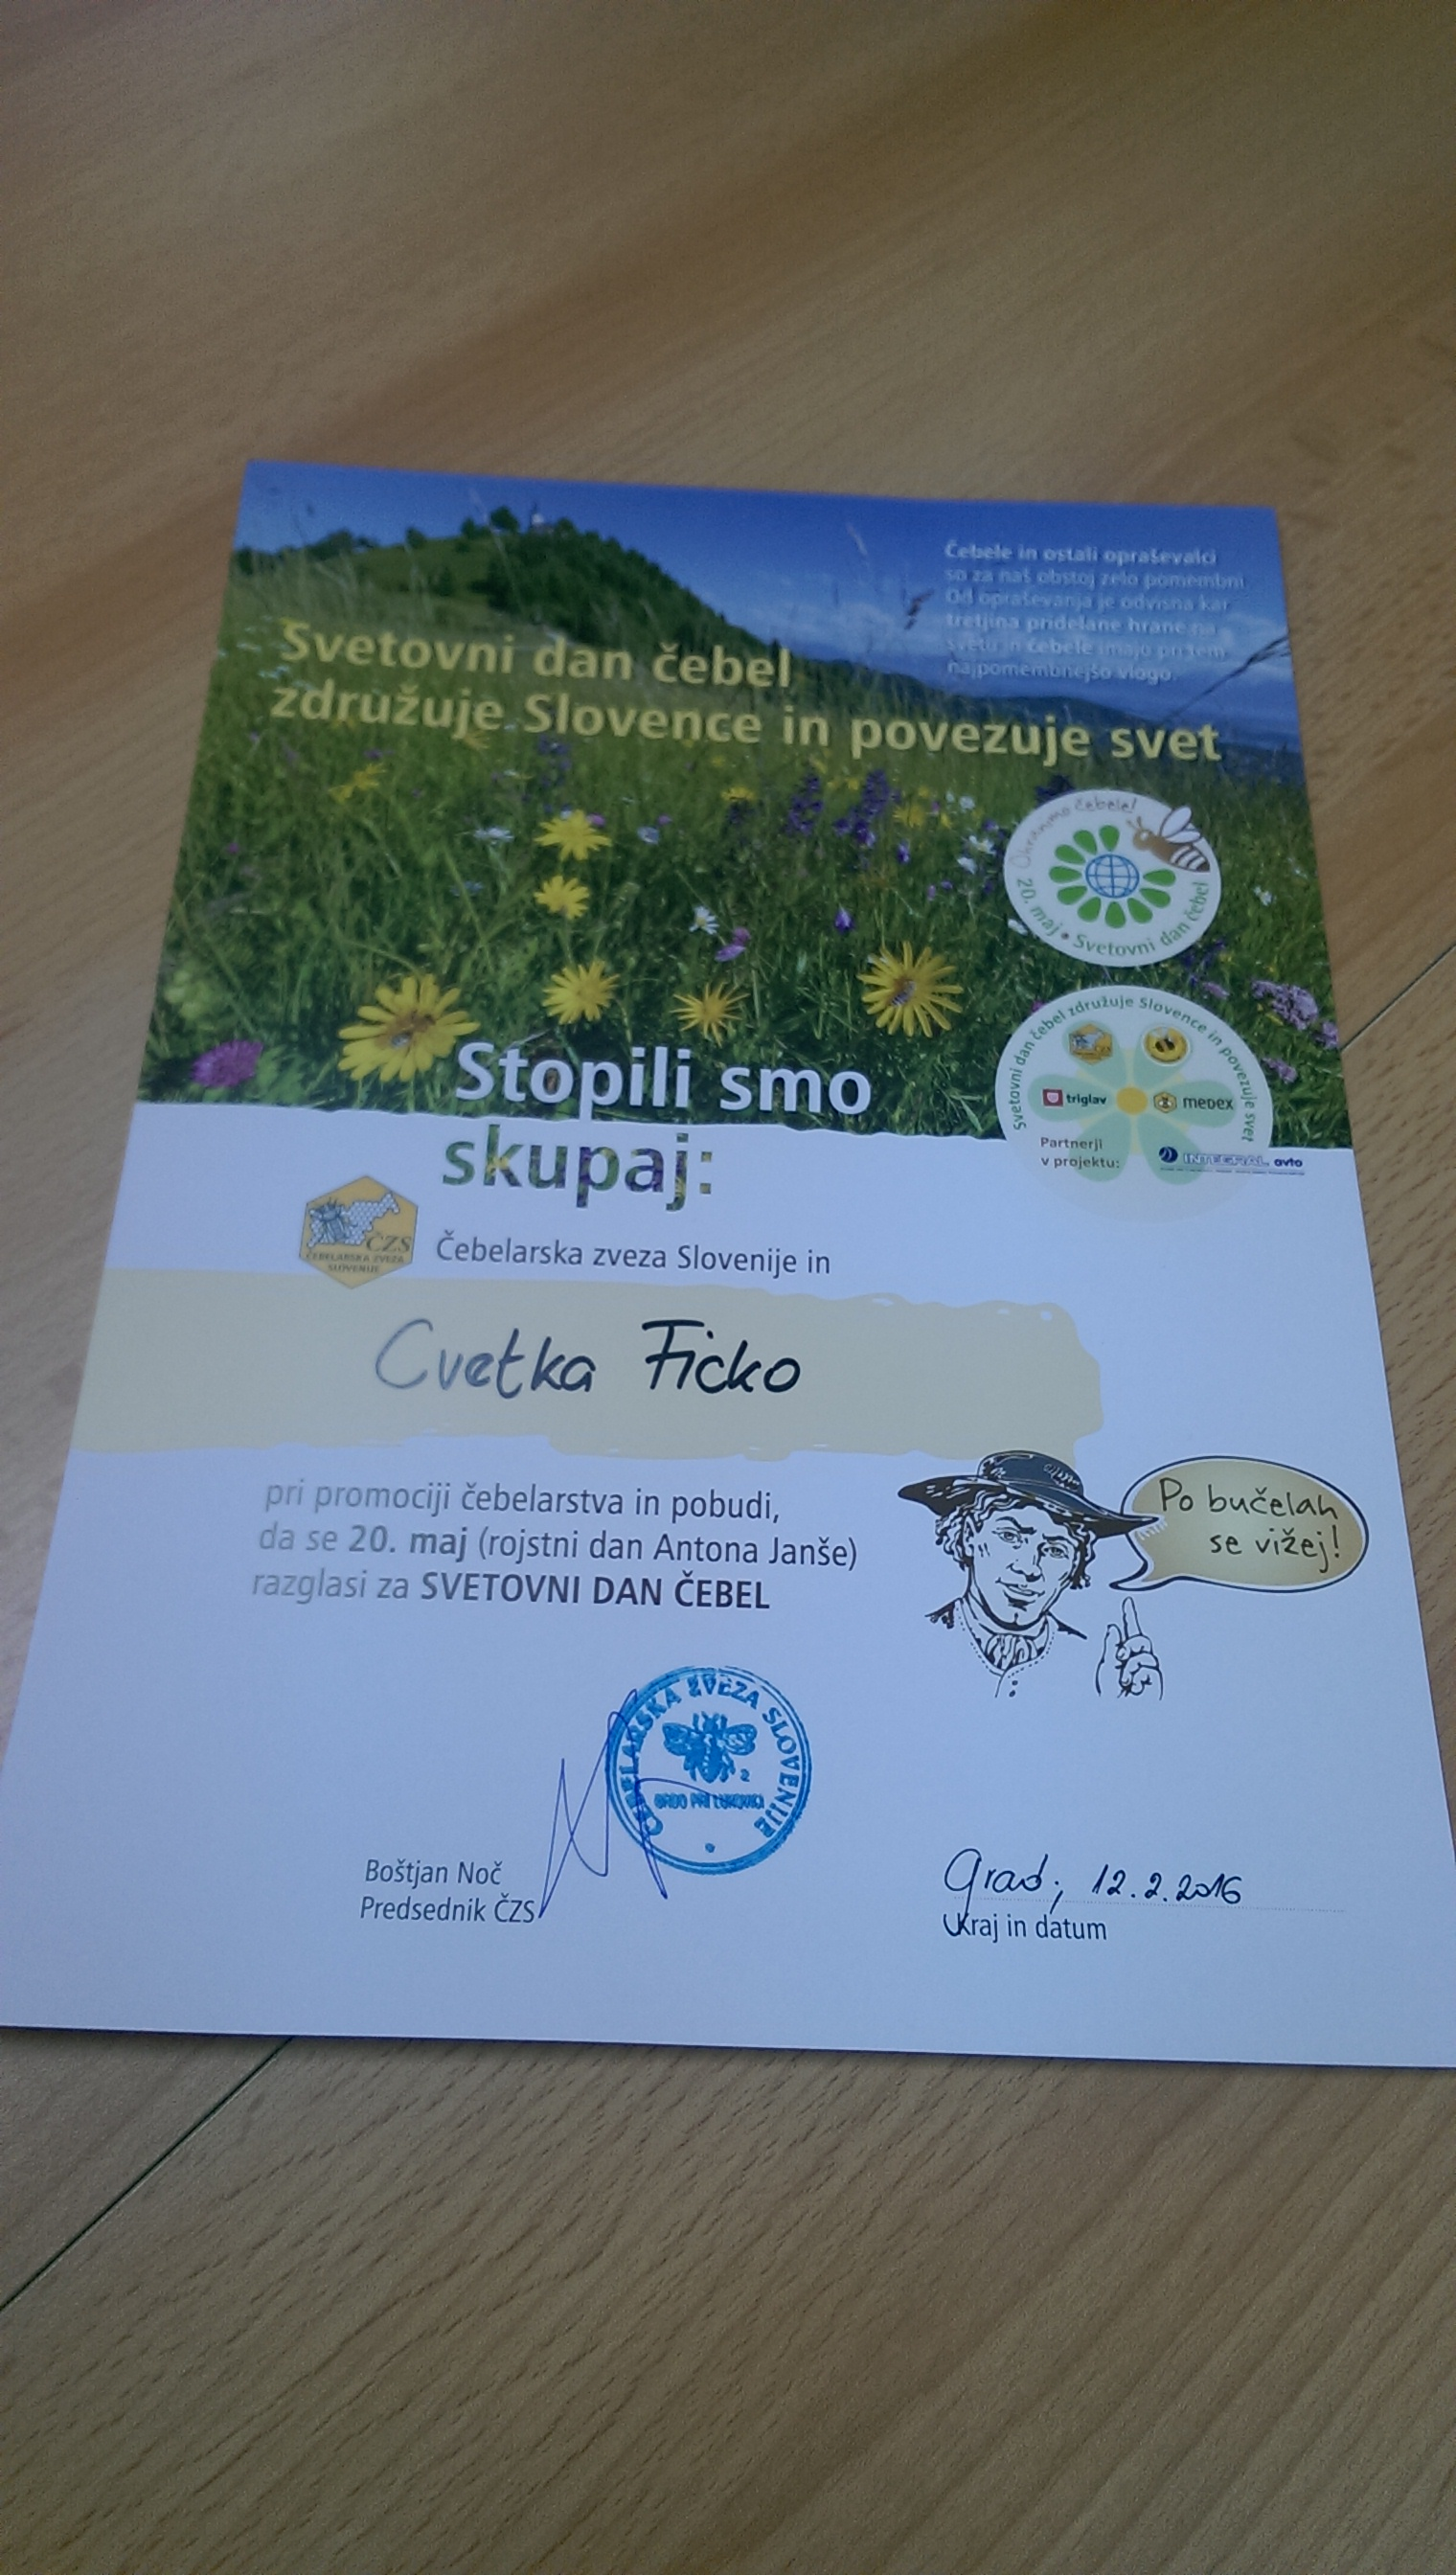 Čebele in ostali opraševalci
so za naš obstoj zelo pomembni.
Od opraševanja je odvisna kar
tretjina pridelane hrane na
svetu in čebele imajo pri tem
najpomembnejšo vlogo.
Svetovni dan čebel
združuje Slovence in povezuje svet
Ohranimo čebele!
20. maj • Svetovni dan čebel
Svetovni dan čebel združuje Slovence in povezuje svet
ČZS
triglav
medex
Partnerji
v projektu:
INTEGRAL avto
Stopili smo
skupaj:
ČZS
ČEBELARSKA ZVEZA
SLOVENIJE
Čebelarska zveza Slovenije in
Cvetka Ficko
pri promociji čebelarstva in pobudi,
da se 20. maj (rojstni dan Antona Janše)
razglasi za SVETOVNI DAN ČEBEL
Po bučelah
se vižej!
ČEBELARSKA ZVEZA SLOVENIJE
2
BRDO PRI LUKOVICI
Boštjan Noč
Predsednik ČZS
Grad, 12.2.2016
Kraj in datum